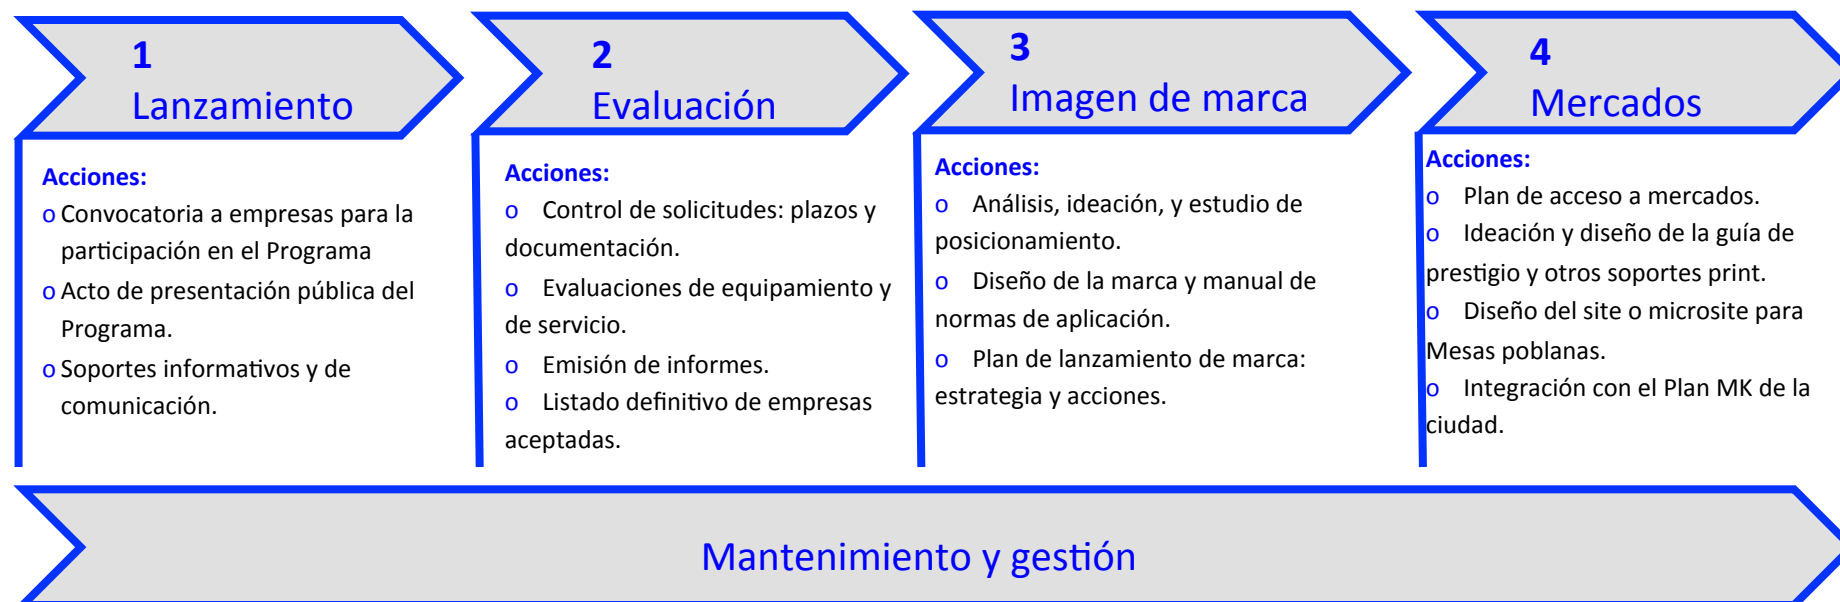 1
Lanzamiento
Acciones:
o Convocatoria a empresas para la
participación en el Programa
o Acto de presentación pública del
Programa.
o Soportes informativos y de
comunicación.
2
Evaluación
Acciones:
o Control de solicitudes: plazos y
documentación.
o Evaluaciones de equipamiento y
de servicio.
o Emisión de informes.
o Listado definitivo de empresas
aceptadas.
3
Imagen de marca
Acciones:
o Análisis, ideación, y estudio de
posicionamiento.
o Diseño de la marca y manual de
normas de aplicación.
o Plan de lanzamiento de marca:
estrategia y acciones.
4
Mercados
Acciones:
o Plan de acceso a mercados.
o Ideación y diseño de la guía de
prestigio y otros soportes print.
o Diseño del site o microsite para
Mesas poblanas.
o Integración con el Plan MK de la
ciudad.
Mantenimiento y gestión